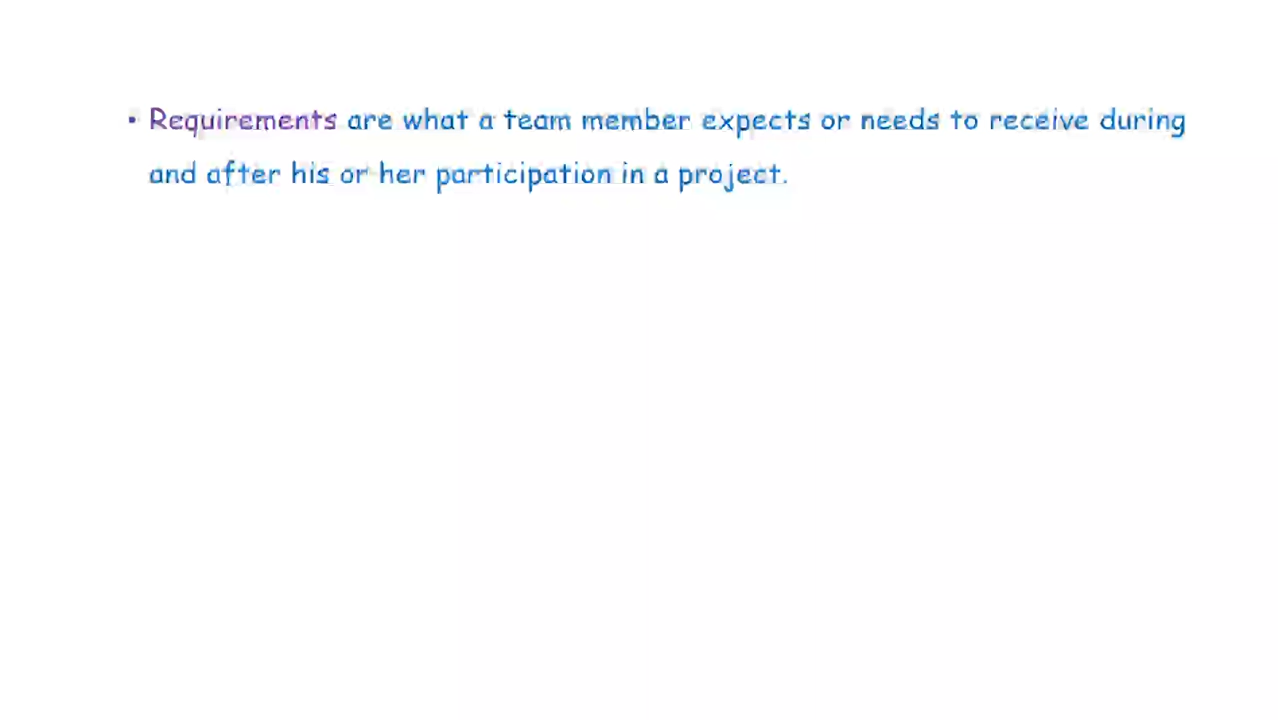 • Requirements are what a team member expects or needs to receive during
and after his or her participation in a project.